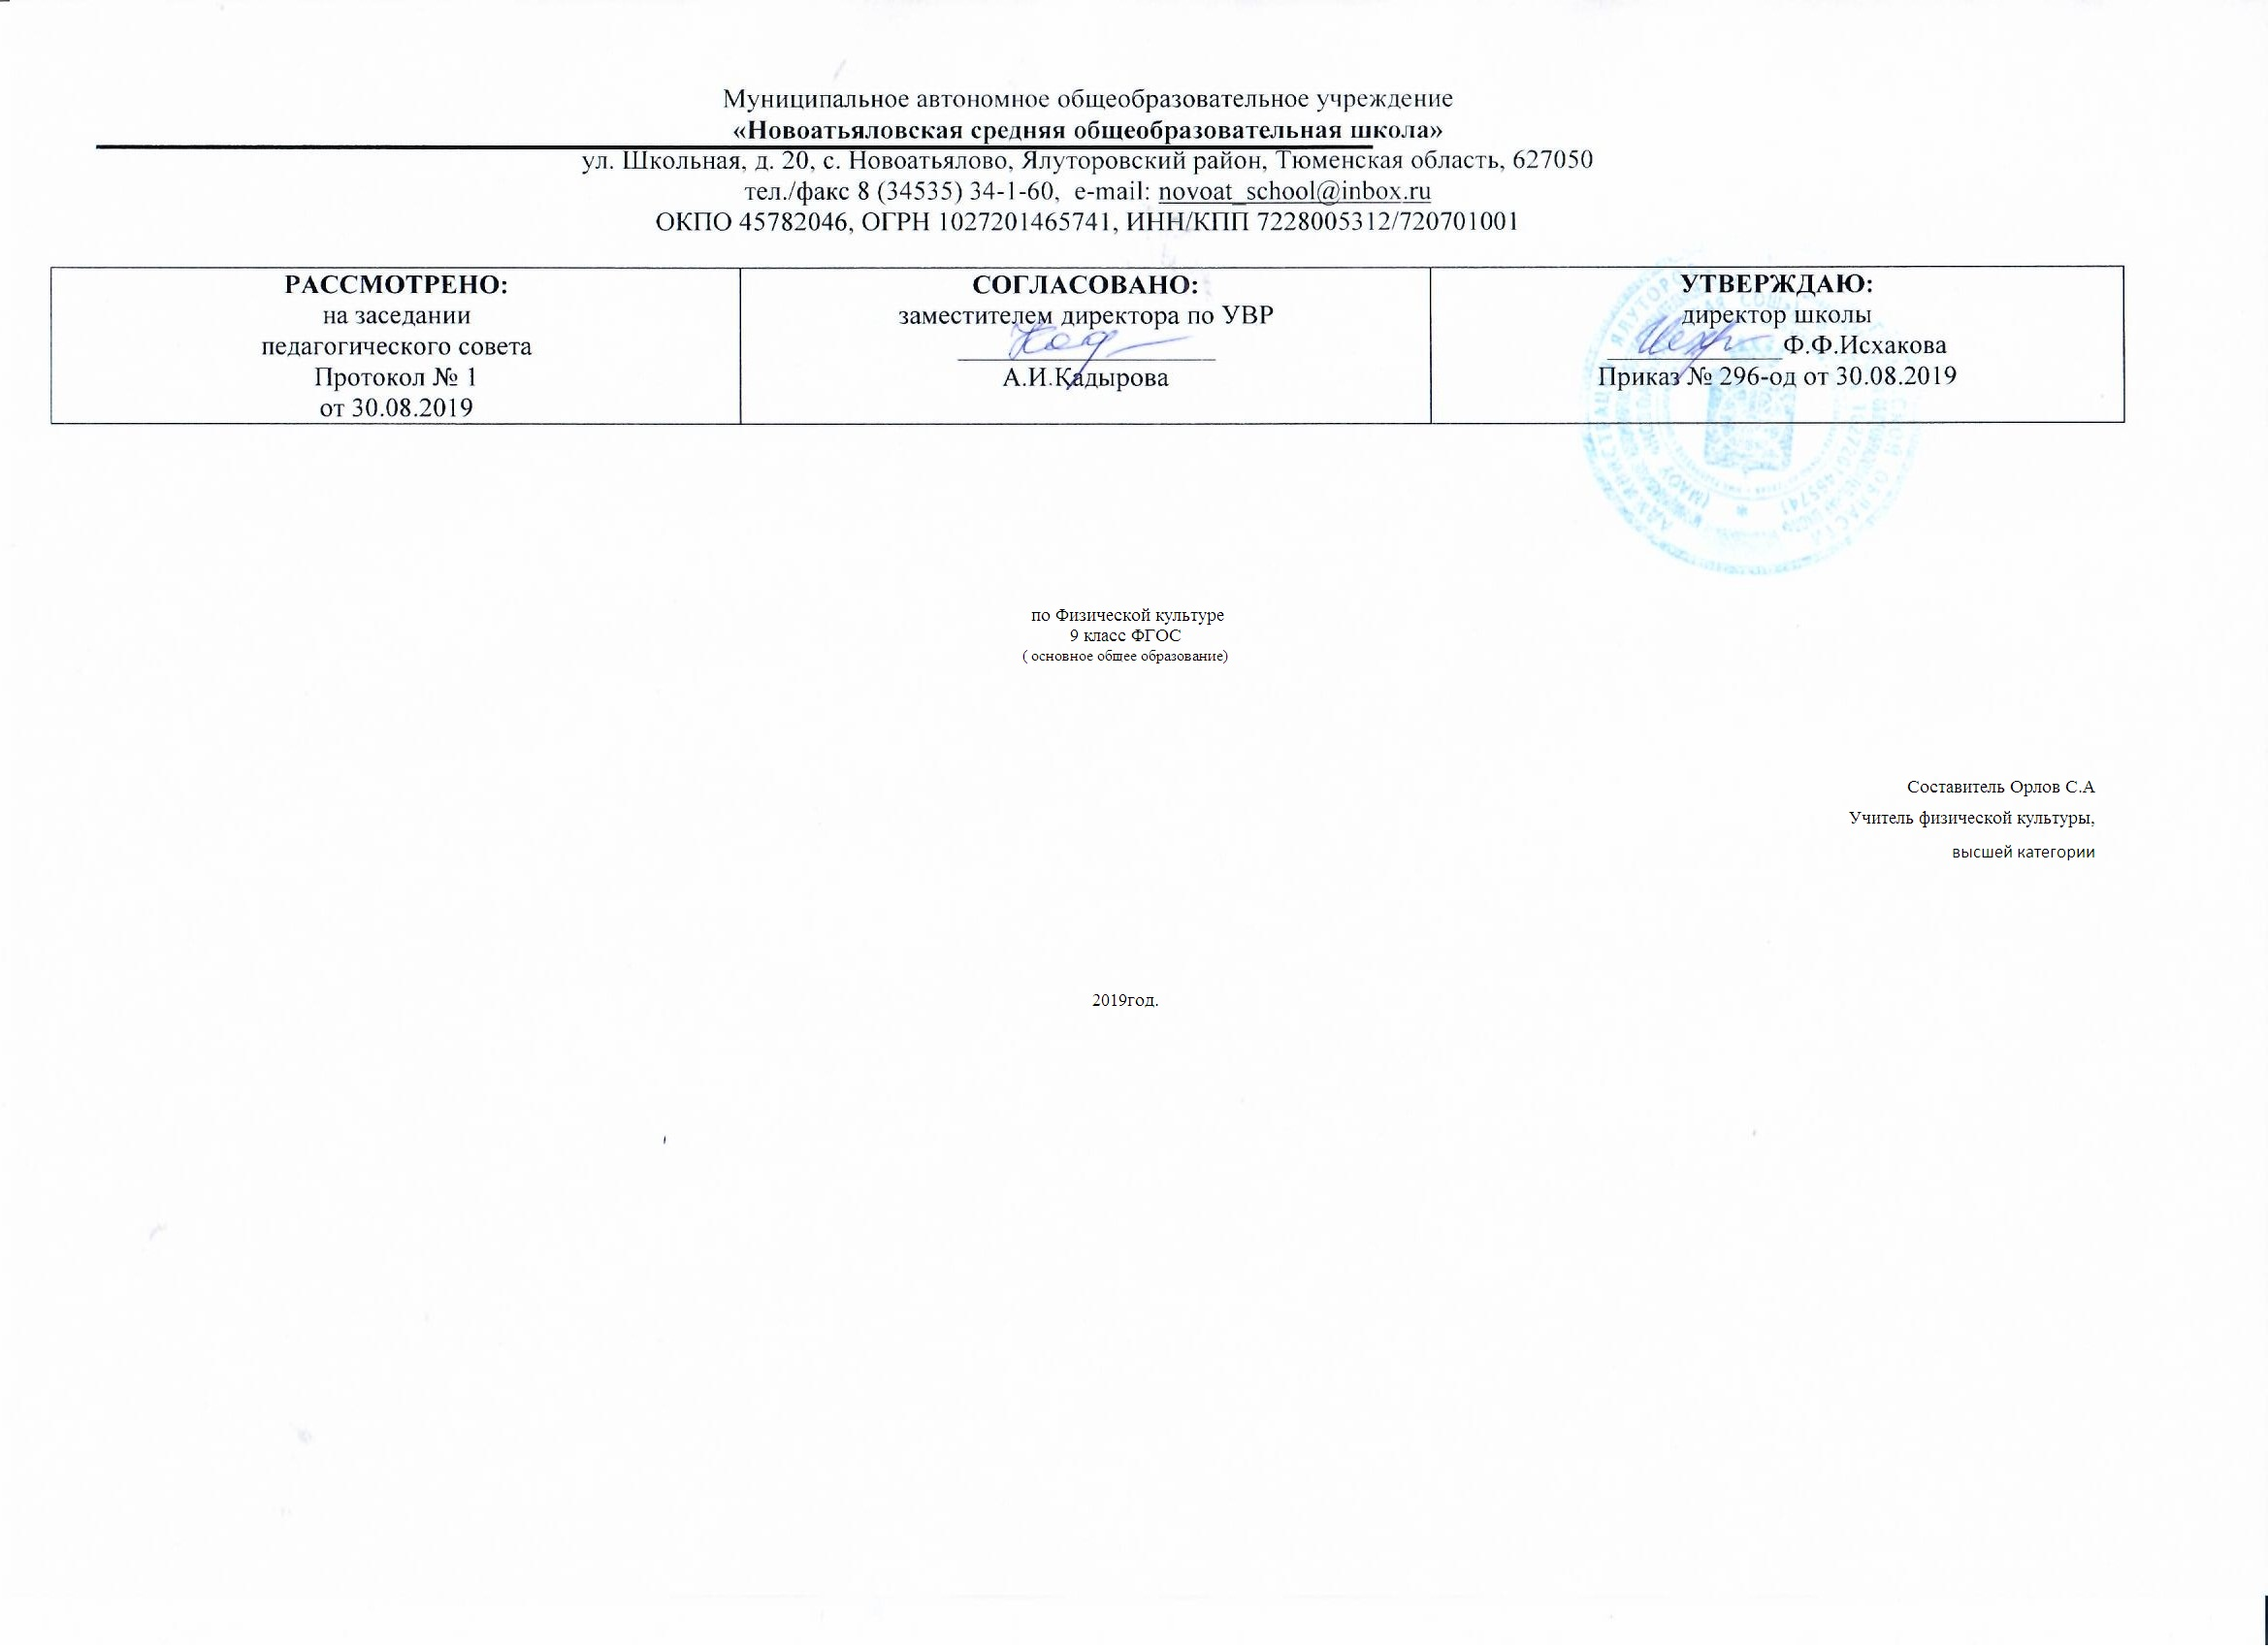 Муниципальное автономное общеобразовательное учреждение
«Новоатьяловская средняя общеобразовательная школа»
ул. Школьная, д. 20, с. Новоатьялово, Ялуторовский район, Тюменская область, 627050
тел./факс 8 (34535) 34-1-60, e-mail: novoat_school@inbox.ru
ОКПО 45782046, ОГРН 1027201465741, ИНН/КПП 7228005312/720701001
РАССМОТРЕНО:
на заседании
педагогического совета
Протокол № 1
от 30.08.2019
СОГЛАСОВАНО:
заместителем директора по УВР
А.И.Кадырова
УТВЕРЖДАЮ:
директор школы
Ф.Ф.Исхакова
Приказ № 296-од от 30.08.2019
по Физической культуре
9 класс ФГОС
( основное общее образование)
Составитель Орлов С.А
Учитель физической культуры,
высшей категории
2019год.